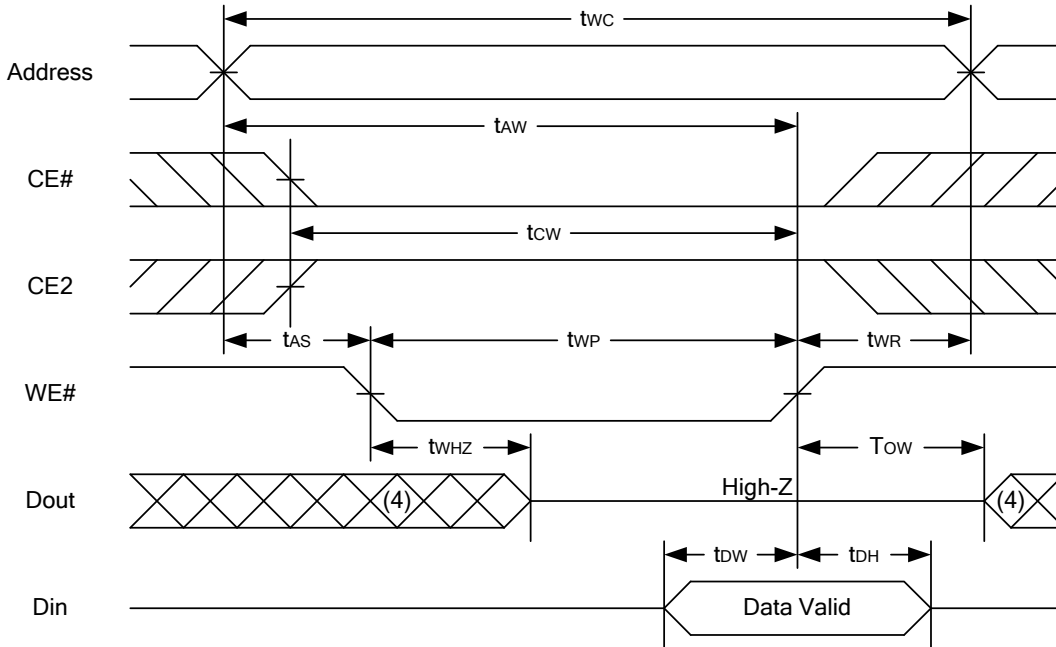 tWC
Address
tAW
CE#
tCW
CE2
tAS tWP tWR
WE#
tWHZ TOW
Dout (4) High-Z (4)
tDW tDH
Din Data Valid